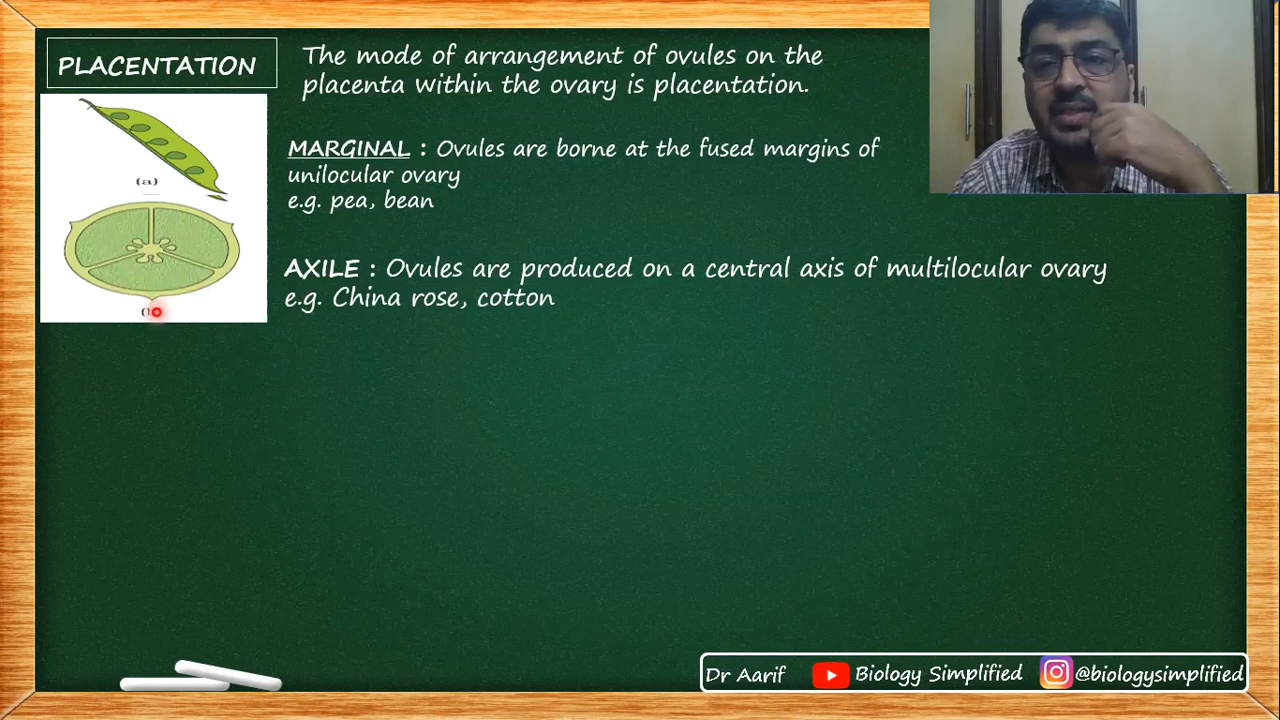 PLACENTATION
The mode of arrangement of ovules on the
placenta within the ovary is placentation.
(a)
MARGINAL : Ovules are borne at the fused margins of
unilocular ovary
e.g. pea, bean
AXILE : Ovules are produced on a central axis of multilocular ovary
e.g. China rose, cotton
Dr Aarif Biology Simplified @biologysimplified